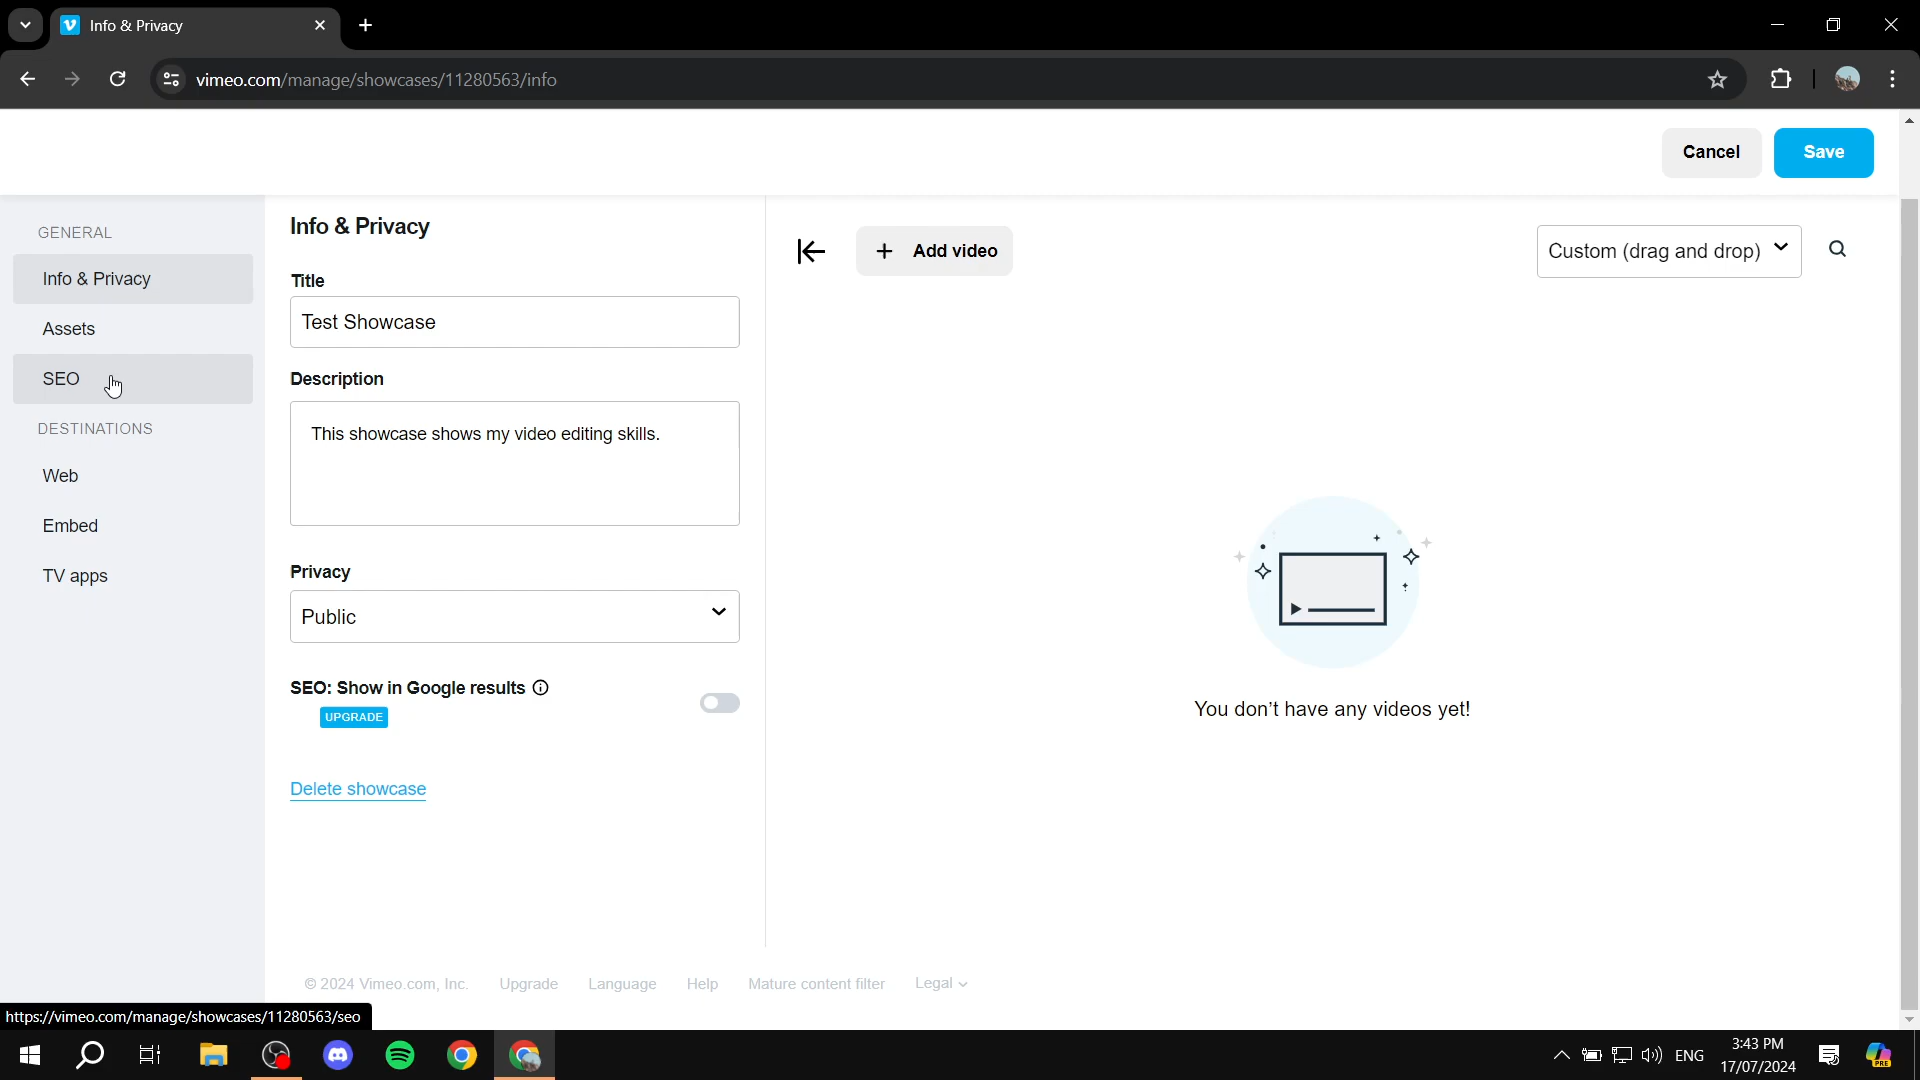 Info & Privacy
vimeo.com/manage/showcases/11280563/info
Cancel
Save
GENERAL
Info & Privacy
Assets
SEO
DESTINATIONS
Web
Embed
TV apps
Info & Privacy
Title
Test Showcase
Description
This showcase shows my video editing skills.
Privacy
Public
SEO: Show in Google results
UPGRADE
Delete showcase
+ Add video
Custom (drag and drop)
You don't have any videos yet!
© 2024 Vimeo.com, Inc. Upgrade Language Help Mature content filter Legal
https://vimeo.com/manage/showcases/11280563/seo
ENG
3:43 PM
17/07/2024
PRE